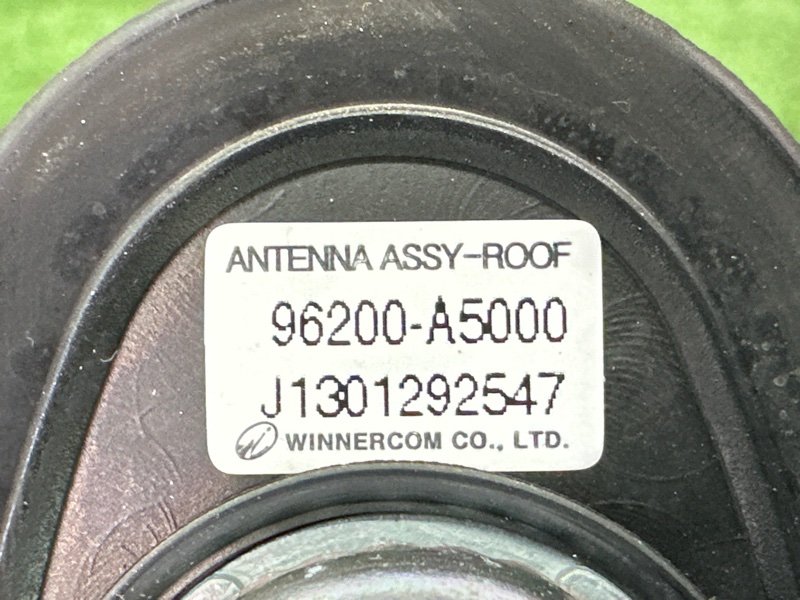 ANTENNA ASSY-ROOF
96200-A5000
J1301292547
WINNERCOM CO., LTD.